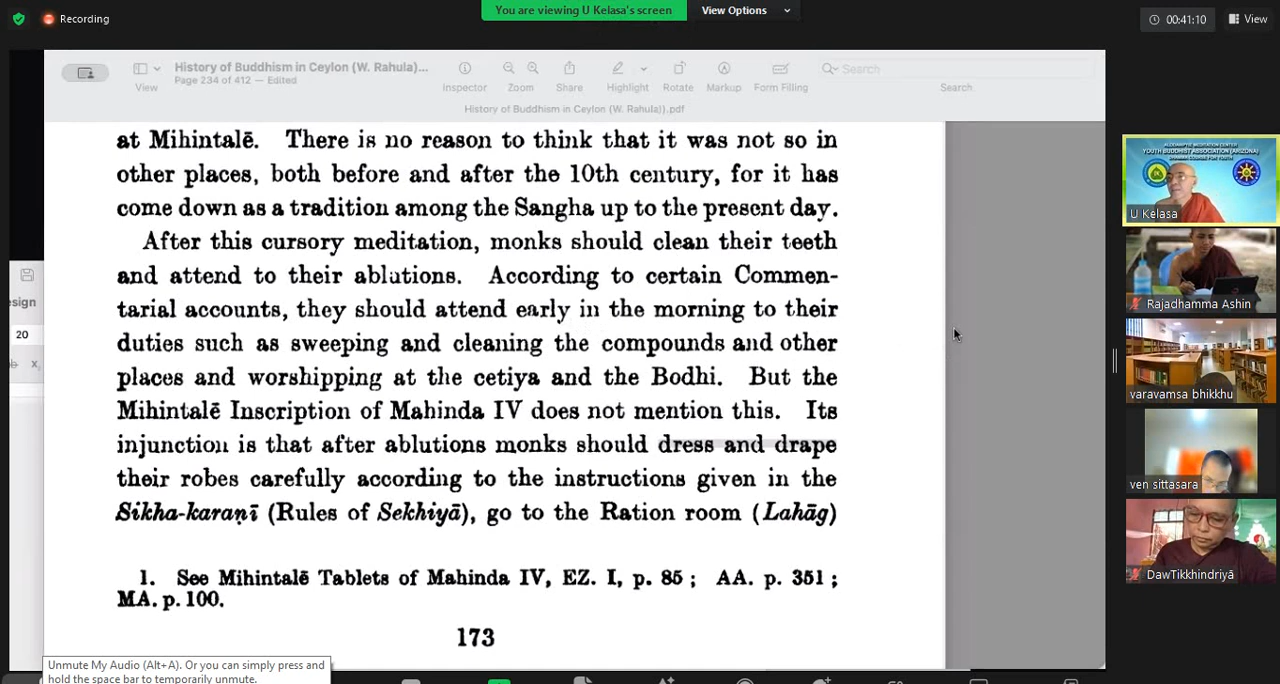 Recording
You are viewing U Kelasa's screen
View Options
00:41:10
View
History of Buddhism in Ceylon (W. Rahula)...
Page 234 of 412 — Edited
View
Inspector
Zoom
Share
Highlight
Rotate
Markup
Form Filling
Search
Search
History of Buddhism in Ceylon (W. Rahula)).pdf
at Mihintalē. There is no reason to think that it was not so in
other places, both before and after the 10th century, for it has
come down as a tradition among the Sangha up to the present day.
After this cursory meditation, monks should clean their teeth
and attend to their ablutions. According to certain Commen-
tarial accounts, they should attend early in the morning to their
duties such as sweeping and cleaning the compounds and other
places and worshipping at the cetiya and the Bodhi. But the
Mihintalē Inscription of Mahinda IV does not mention this. Its
injunction is that after ablutions monks should dress and drape
their robes carefully according to the instructions given in the
Sikha-karaṇī (Rules of Sekhiyā), go to the Ration room (Lahāg)
1. See Mihintalē Tablets of Mahinda IV, EZ. I, p. 85 ; AA. p. 351 ;
MA. p. 100.
173
esign
20
Unmute My Audio (Alt+A). Or you can simply press and
hold the space bar to temporarily unmute.
YOUTH BUDDHIST ASSOCIATION (ARIZONA)
U Kelasa
Rajadhamma Ashin
varavamsa bhikkhu
ven sittasara
DawTikkhindriyā